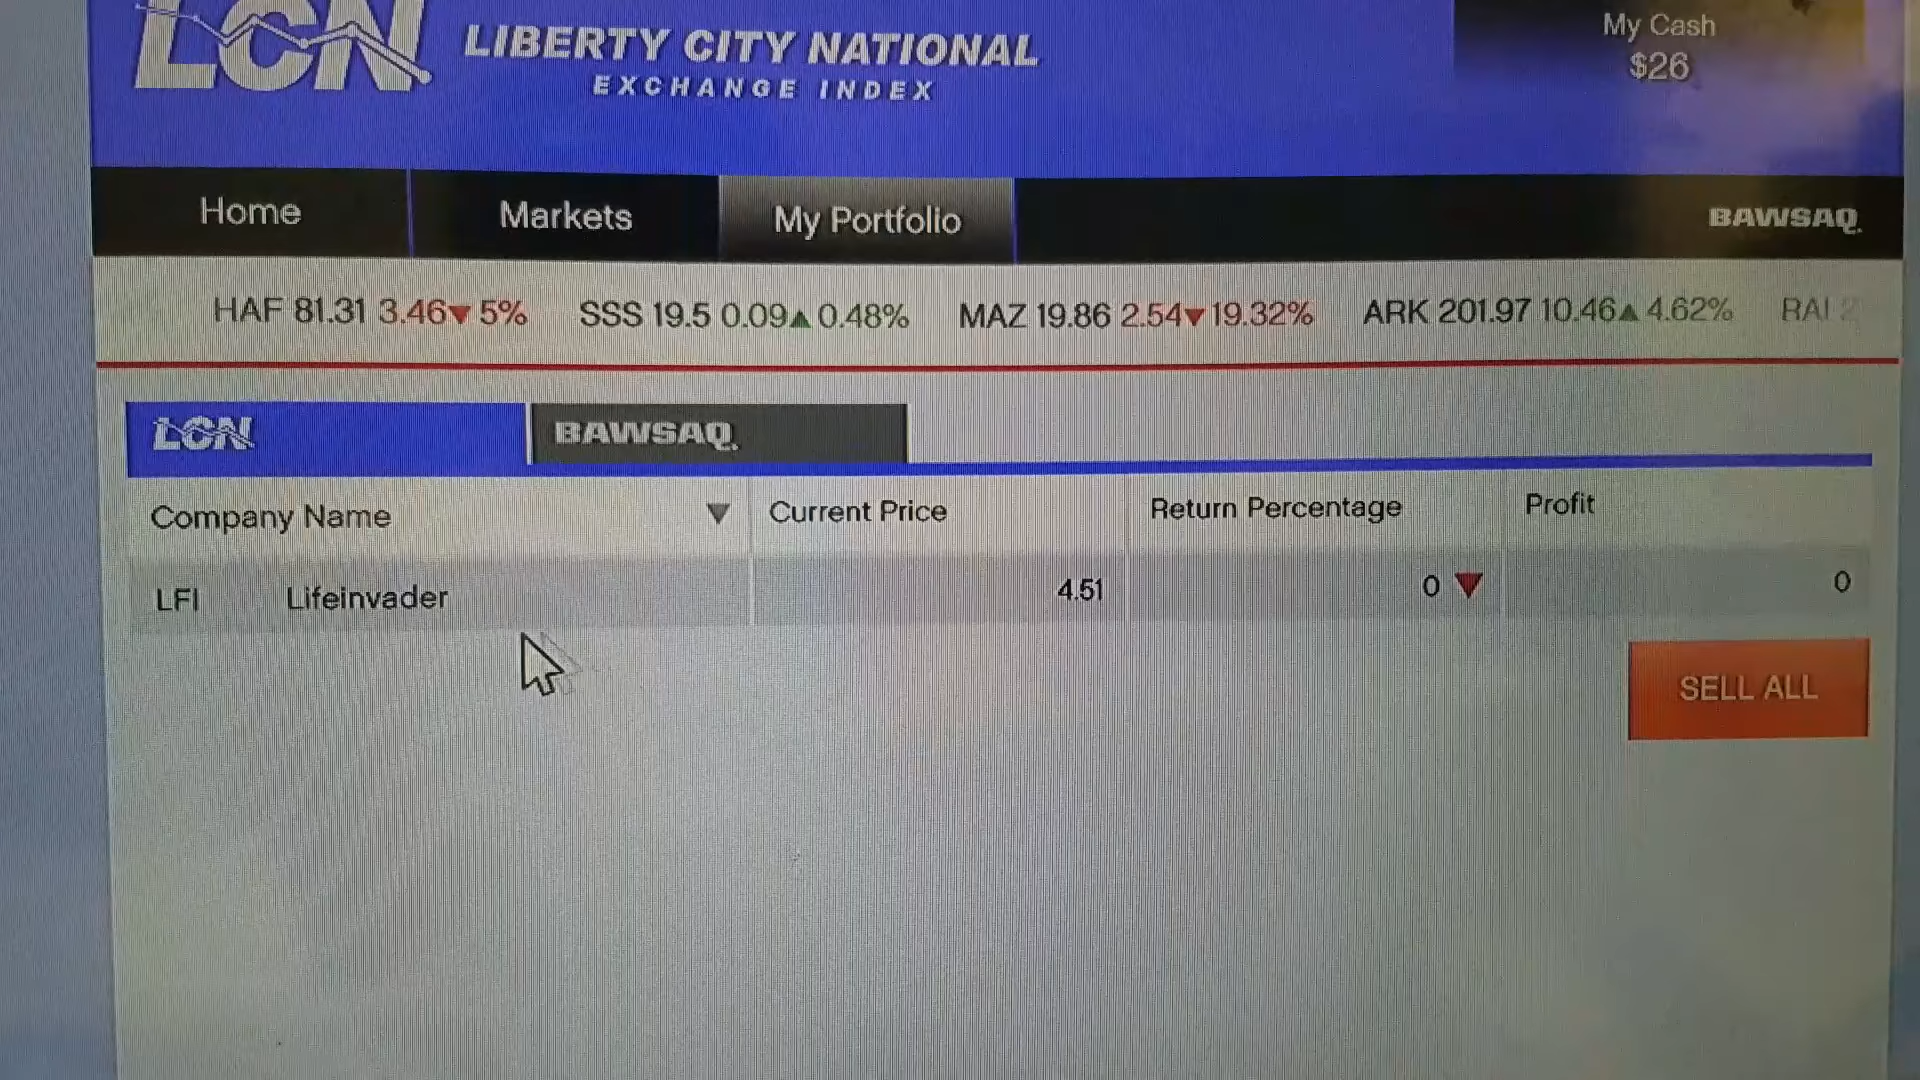 LCN LIBERTY CITY NATIONAL
EXCHANGE INDEX
My Cash
$26
Home Markets My Portfolio BAWSAQ.
HAF 81.31 3.46▼ 5% SSS 19.5 0.09▲ 0.48% MAZ 19.86 2.54▼ 19.32% ARK 201.97 10.46▲ 4.62% RAI
LCN BAWSAQ.
Company Name ▼ Current Price Return Percentage Profit
LFI Lifeinvader 4.51 0 ▼ 0
SELL ALL